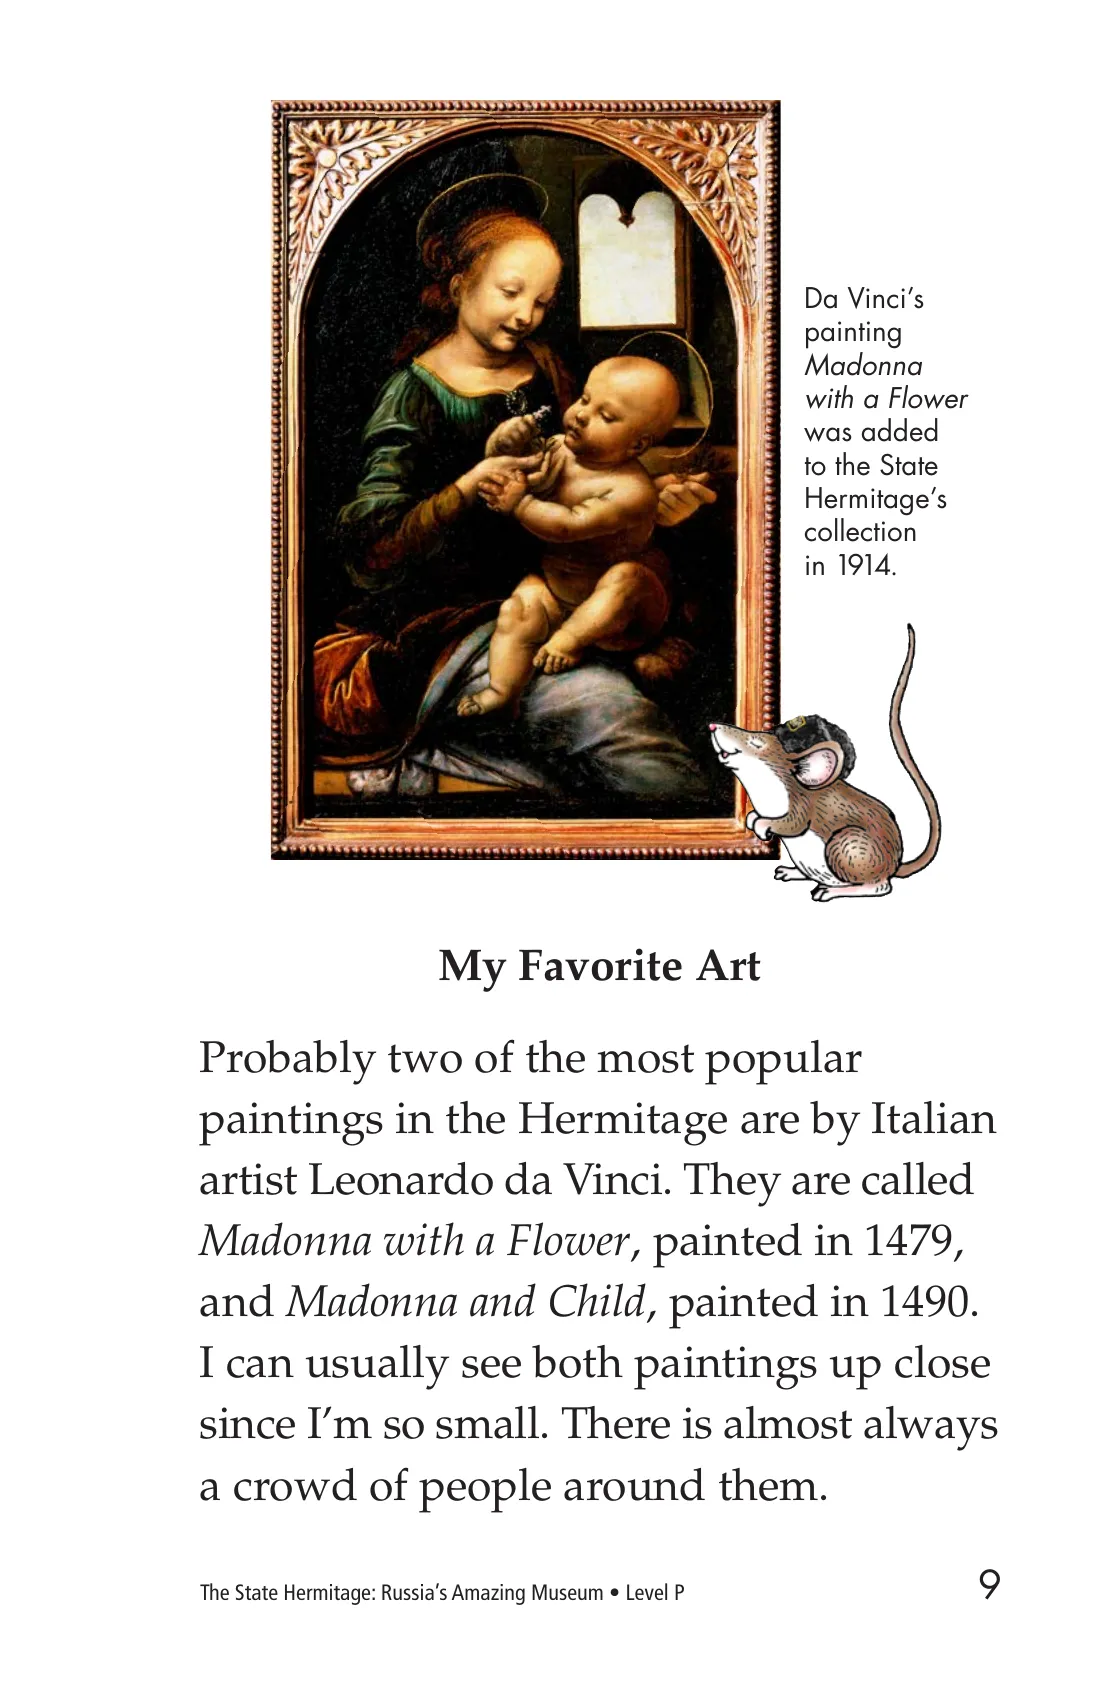 Da Vinci’s
painting
Madonna
with a Flower
was added
to the State
Hermitage’s
collection
in 1914.
My Favorite Art
Probably two of the most popular
paintings in the Hermitage are by Italian
artist Leonardo da Vinci. They are called
Madonna with a Flower, painted in 1479,
and Madonna and Child, painted in 1490.
I can usually see both paintings up close
since I’m so small. There is almost always
a crowd of people around them.
The State Hermitage: Russia’s Amazing Museum • Level P
9